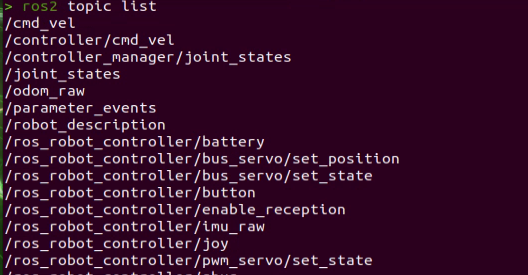 > ros2 topic list
/cmd_vel
/controller/cmd_vel
/controller_manager/joint_states
/joint_states
/odom_raw
/parameter_events
/robot_description
/ros_robot_controller/battery
/ros_robot_controller/bus_servo/set_position
/ros_robot_controller/bus_servo/set_state
/ros_robot_controller/button
/ros_robot_controller/enable_reception
/ros_robot_controller/imu_raw
/ros_robot_controller/joy
/ros_robot_controller/pwm_servo/set_state